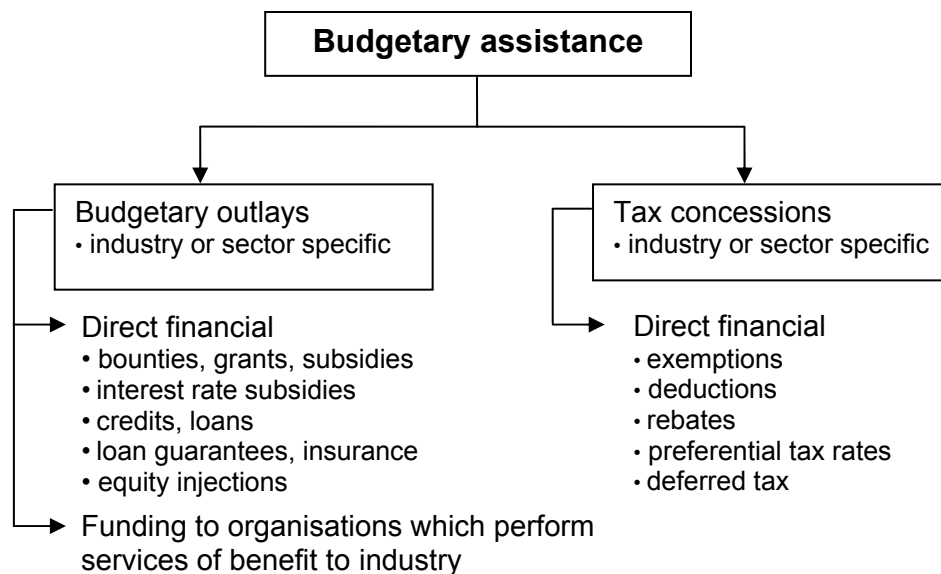 Budgetary assistance
Budgetary outlays
• industry or sector specific
Direct financial
• bounties, grants, subsidies
• interest rate subsidies
• credits, loans
• loan guarantees, insurance
• equity injections
Funding to organisations which perform
services of benefit to industry
Tax concessions
• industry or sector specific
Direct financial
• exemptions
• deductions
• rebates
• preferential tax rates
• deferred tax